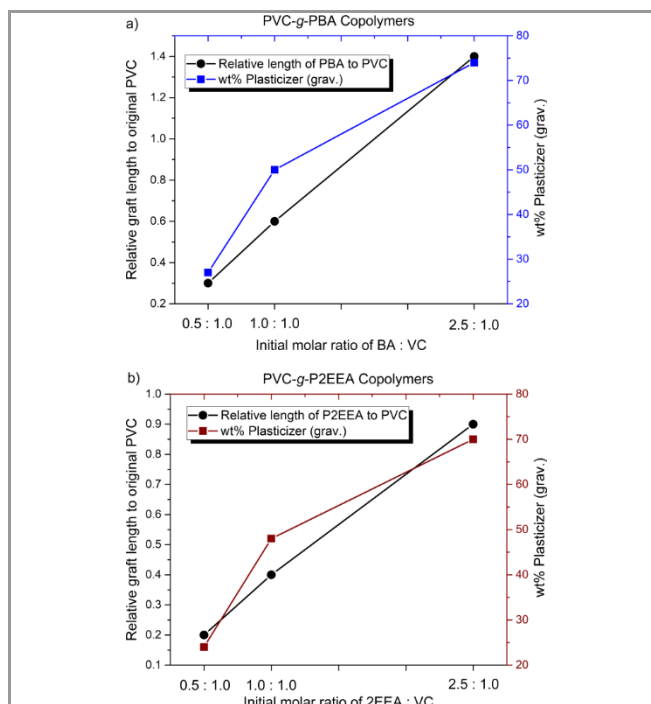 a)
PVC-g-PBA Copolymers
Relative length of PBA to PVC
wt% Plasticizer (grav.)
Relative graft length to original PVC
1.4
1.2
1.0
0.8
0.6
0.4
0.2
80
70
60
50
40
30
20
wt% Plasticizer (grav.)
0.5 : 1.0
1.0 : 1.0
2.5 : 1.0
Initial molar ratio of BA : VC
b)
PVC-g-P2EEA Copolymers
Relative length of P2EEA to PVC
wt% Plasticizer (grav.)
Relative graft length to original PVC
1.0
0.9
0.8
0.7
0.6
0.5
0.4
0.3
0.2
0.1
80
70
60
50
40
30
20
wt% Plasticizer (grav.)
0.5 : 1.0
1.0 : 1.0
2.5 : 1.0
Initial molar ratio of 2EEA : VC